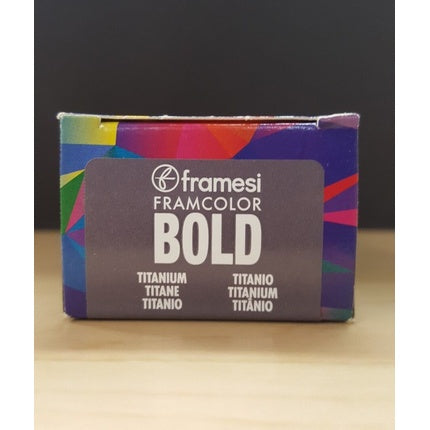 framesi
FRAMCOLOR
BOLD
TITANIUM TITANIO
TITANE TITANIUM
TITANIO TITÂNIO